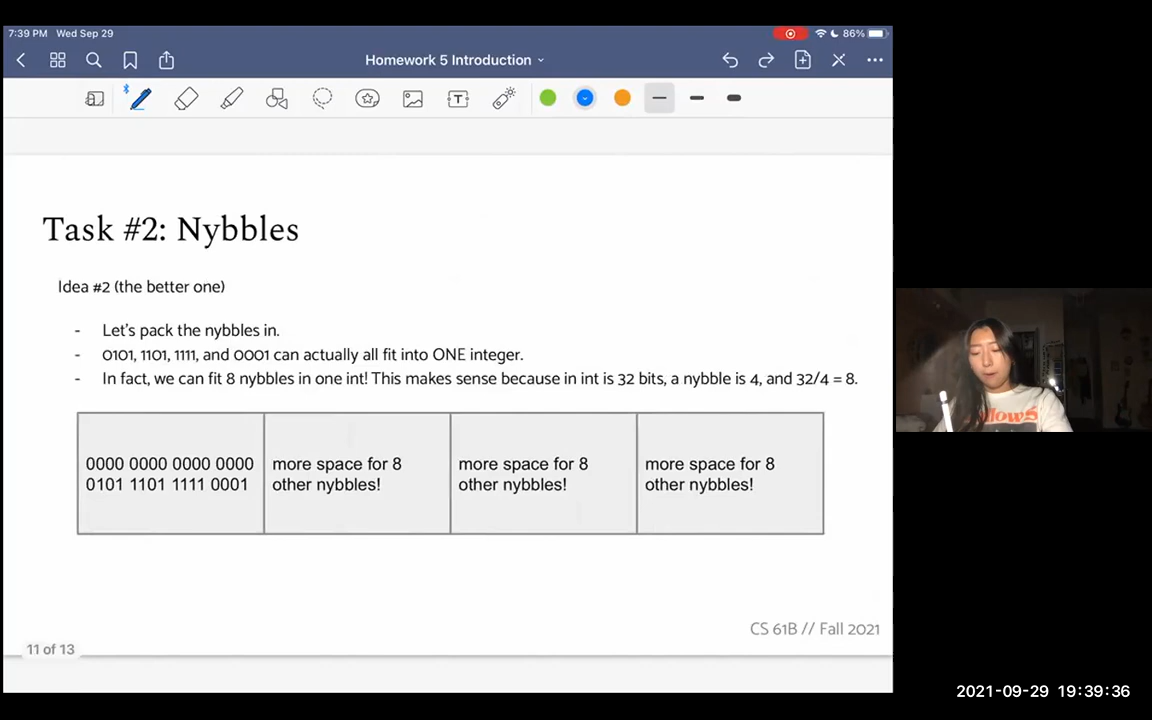 7:39 PM Wed Sep 29
86%
Homework 5 Introduction
Task #2: Nybbles
Idea #2 (the better one)
- Let's pack the nybbles in.
- 0101, 1101, 1111, and 0001 can actually all fit into ONE integer.
- In fact, we can fit 8 nybbles in one int! This makes sense because in int is 32 bits, a nybble is 4, and 32/4 = 8.
0000 0000 0000 0000
0101 1101 1111 0001
more space for 8
other nybbles!
more space for 8
other nybbles!
more space for 8
other nybbles!
CS 61B // Fall 2021
11 of 13
2021-09-29 19:39:36